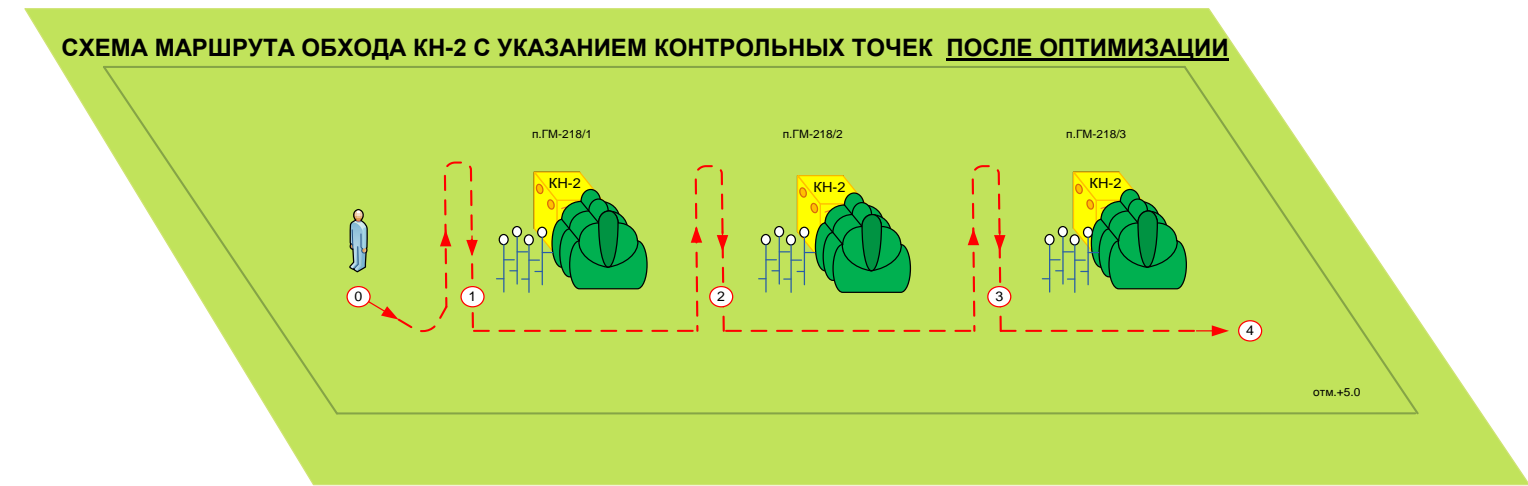 СХЕМА МАРШРУТА ОБХОДА КН-2 С УКАЗАНИЕМ КОНТРОЛЬНЫХ ТОЧЕК ПОСЛЕ ОПТИМИЗАЦИИ
п.ГМ-218/1 п.ГМ-218/2 п.ГМ-218/3
КН-2 КН-2 КН-2
0 1 2 3
4
отм.+5.0